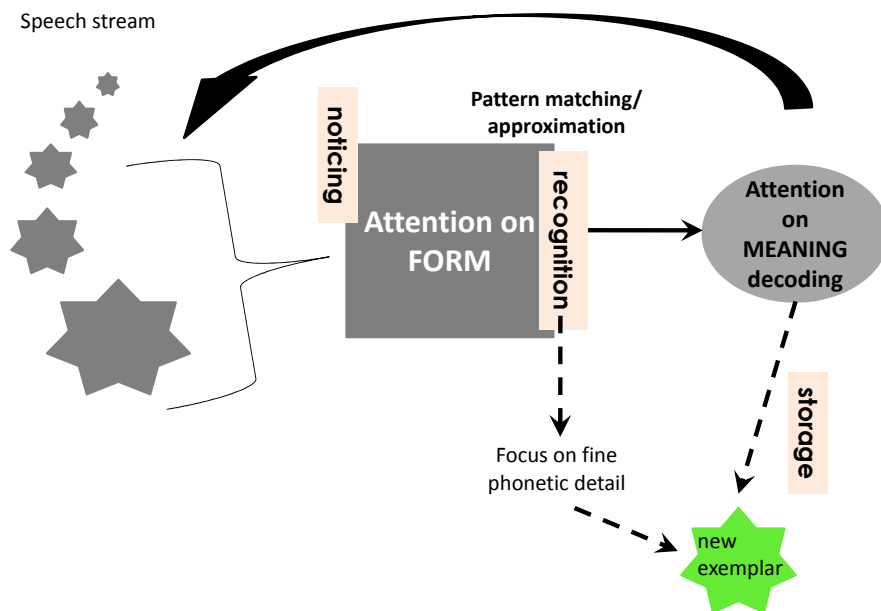 Speech stream
noticing
Pattern matching/
approximation
Attention on
FORM
recognition
Attention
on
MEANING
decoding
storage
Focus on fine
phonetic detail
new
exemplar